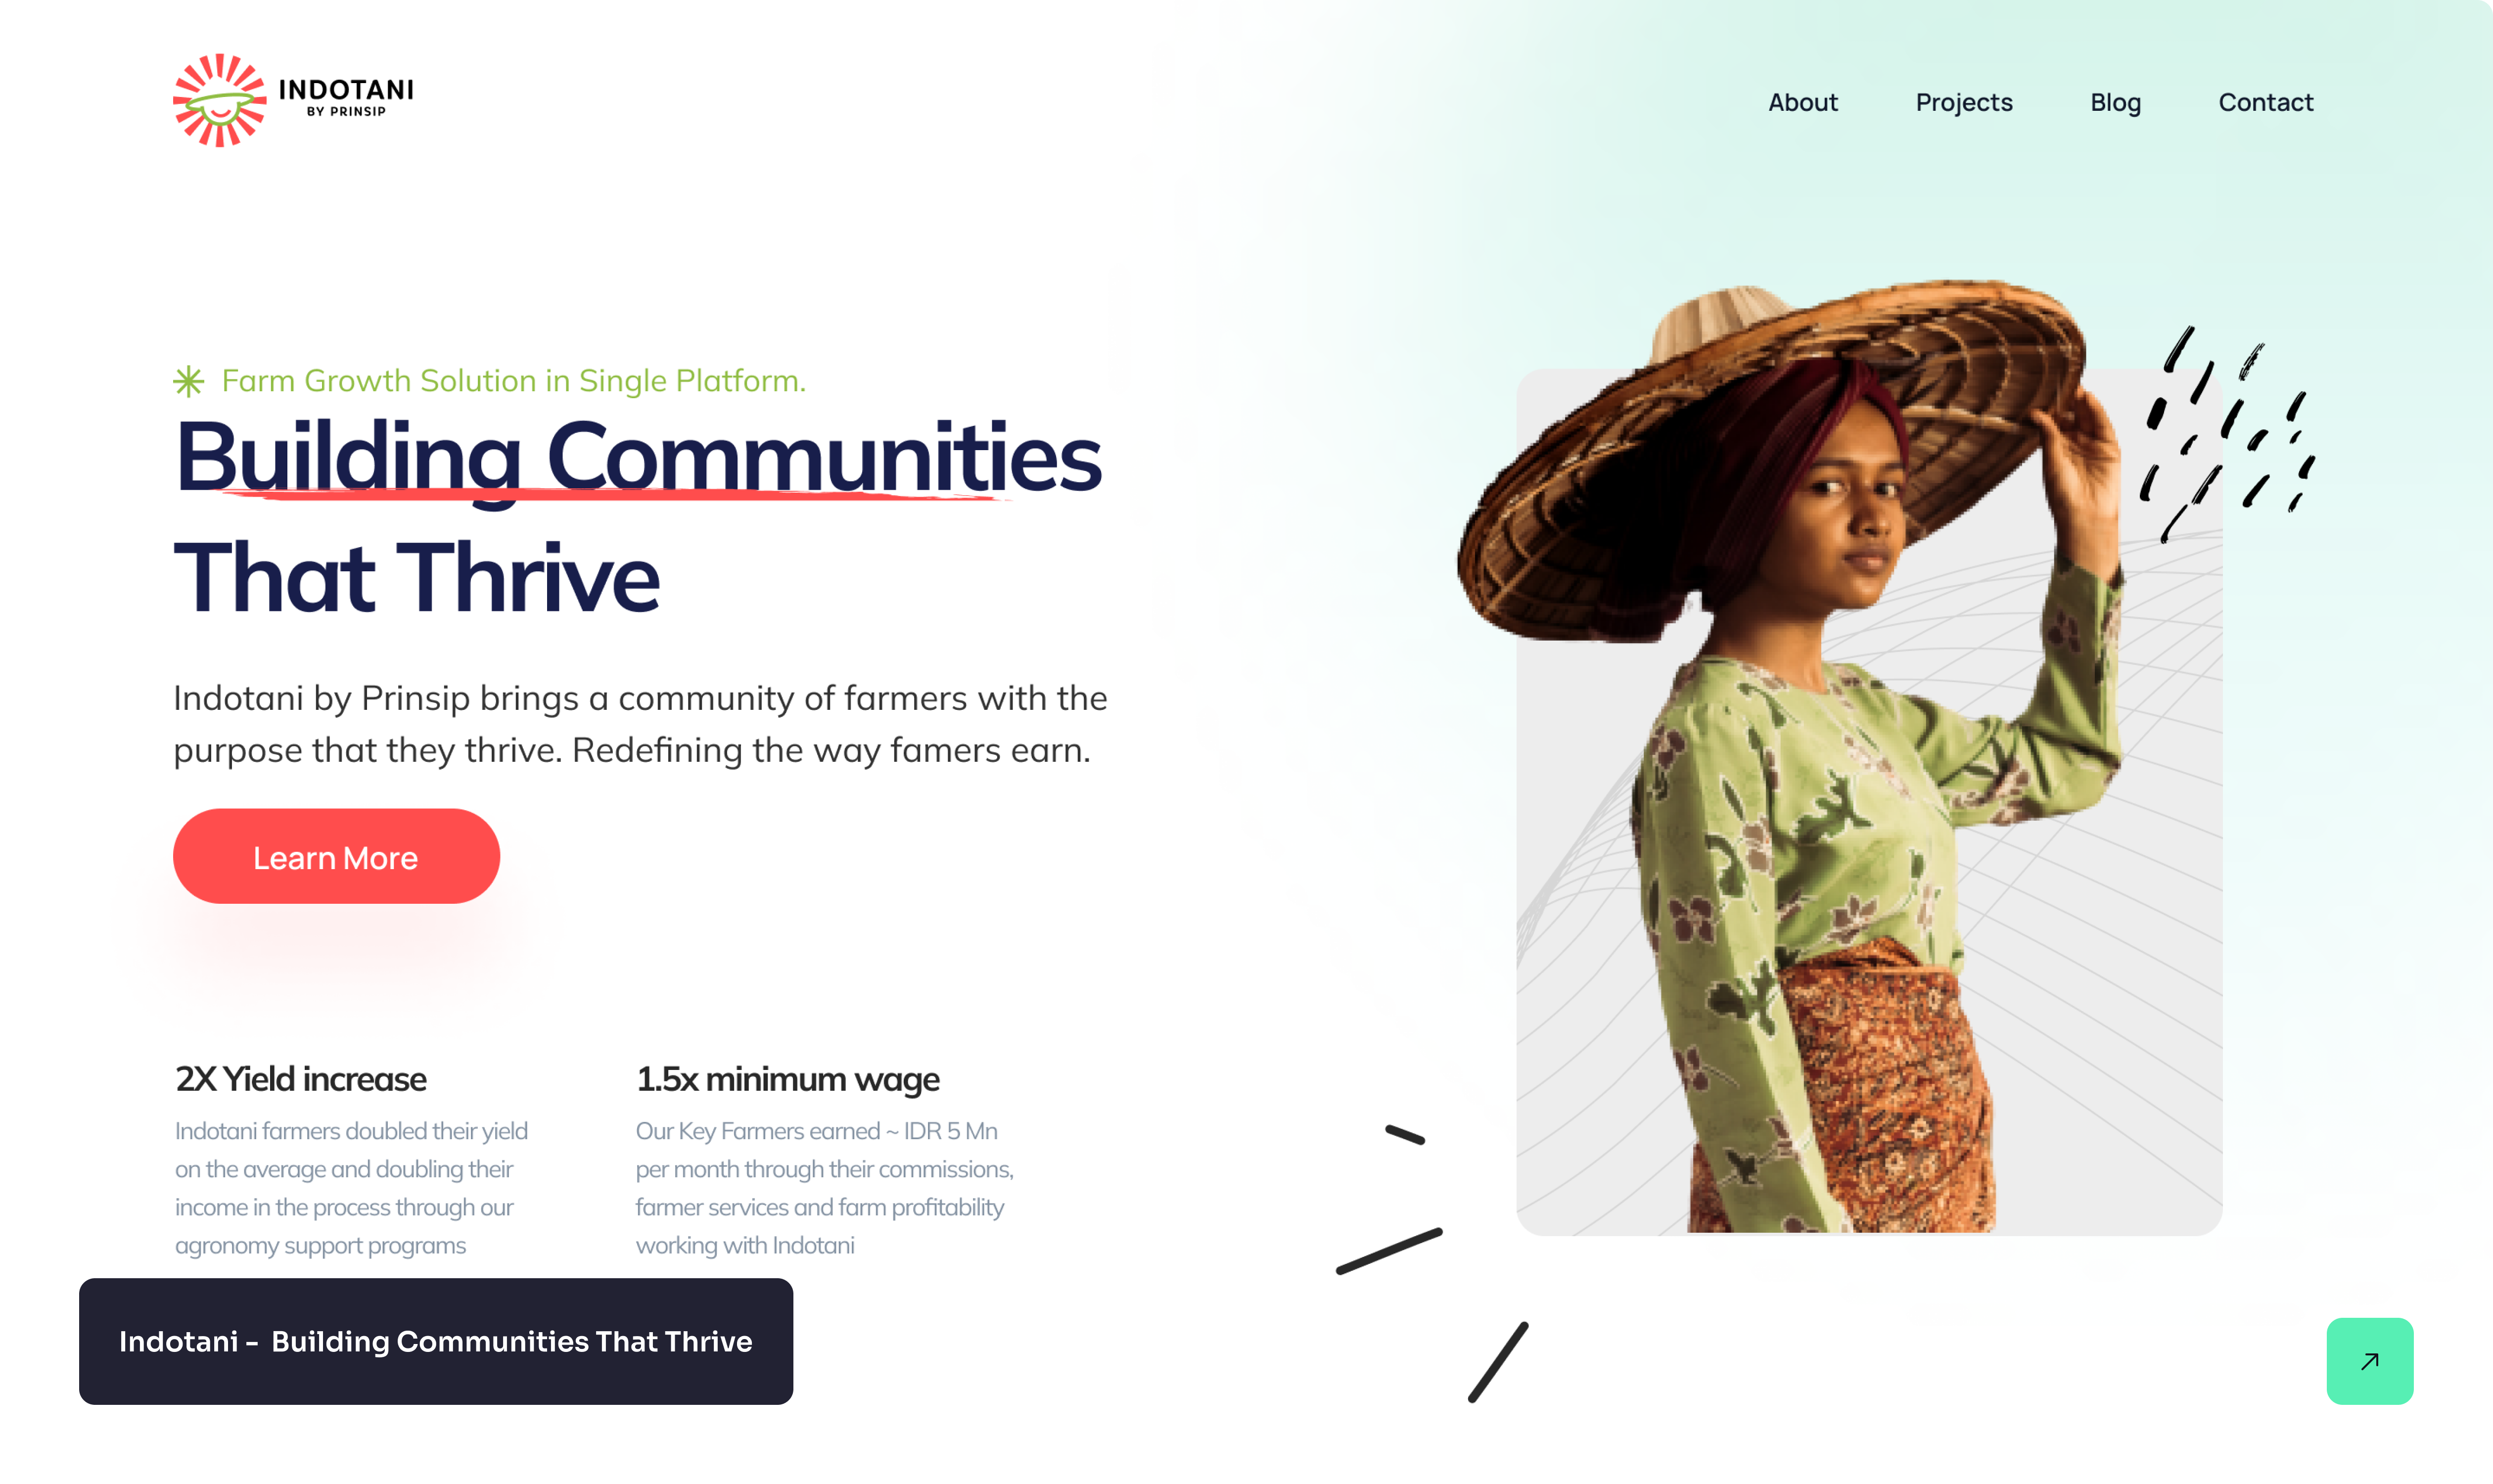 INDOTANI
BY PRINSIP
About Projects Blog Contact
Farm Growth Solution in Single Platform.
Building Communities
That Thrive
Indotani by Prinsip brings a community of farmers with the
purpose that they thrive. Redefining the way famers earn.
Learn More
2X Yield increase
Indotani farmers doubled their yield
on the average and doubling their
income in the process through our
agronomy support programs
1.5x minimum wage
Our Key Farmers earned ~ IDR 5 Mn
per month through their commissions,
farmer services and farm profitability
working with Indotani
Indotani - Building Communities That Thrive